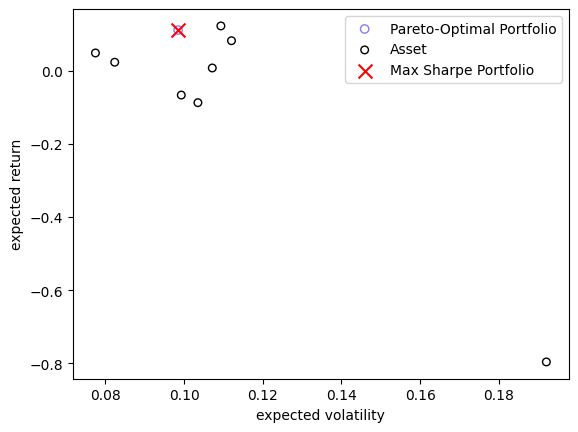 Pareto-Optimal Portfolio
Asset
Max Sharpe Portfolio
expected return
0.0
−0.2
−0.4
−0.6
−0.8
0.08 0.10 0.12 0.14 0.16 0.18
expected volatility